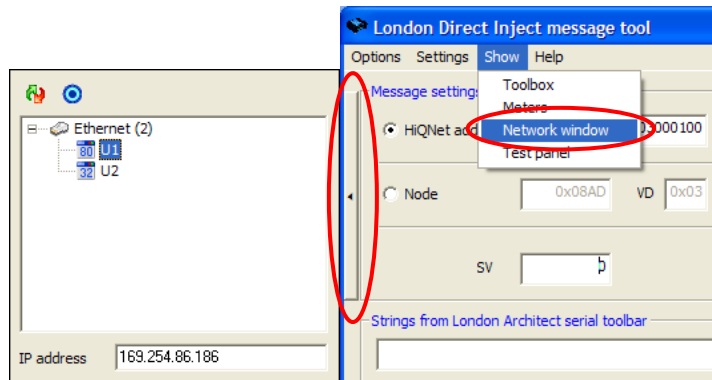 London Direct Inject message tool
Options Settings Show Help
Toolbox
Meters
Network window
Test panel
Message settings
HiQNet add 03000100
Node 0x08AD VD 0x03
SV
Strings from London Architect serial toolbar
Ethernet (2)
80 U1
32 U2
IP address 169.254.86.186